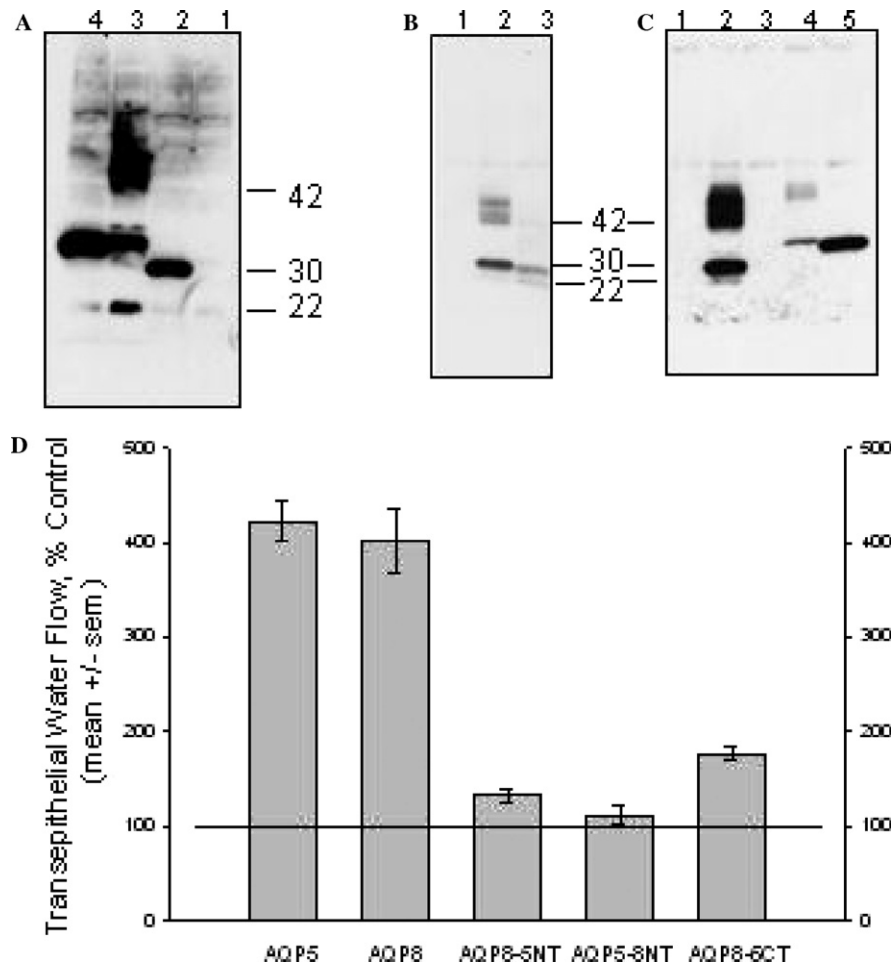 A
4 3 2 1
42
30
22
B
1 2 3
C
1 2 3 4 5
42
30
22
D
Transepithelial Water Flow, % Control
(mean +/- sem)
500
400
300
200
100
0
500
400
300
200
100
0
AQP5 AQP8 AQP8-5NT AQP5-8NT AQP8-5CT